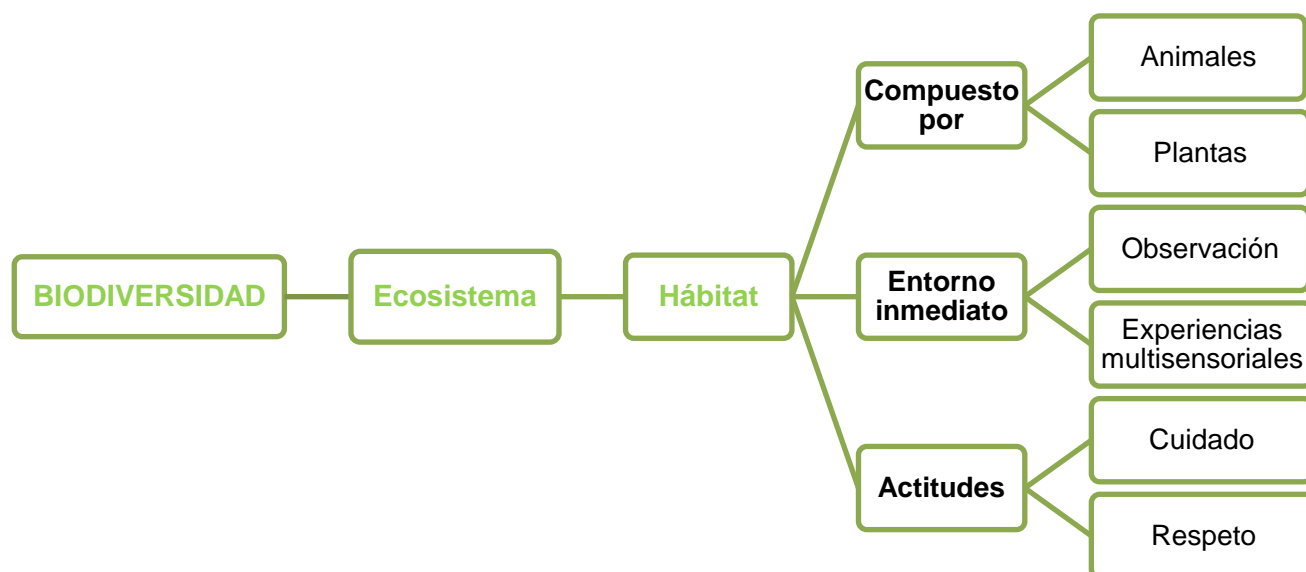 BIODIVERSIDAD
Ecosistema
Hábitat
Compuesto
por
Animales
Plantas
Entorno
inmediato
Observación
Experiencias
multisensoriales
Actitudes
Cuidado
Respeto